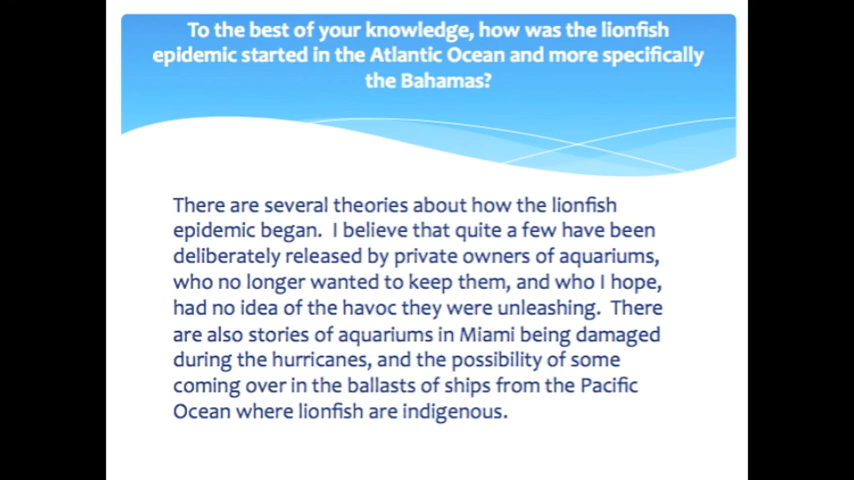 To the best of your knowledge, how was the lionfish
epidemic started in the Atlantic Ocean and more specifically
the Bahamas?
There are several theories about how the lionfish
epidemic began.  I believe that quite a few have been
deliberately released by private owners of aquariums,
who no longer wanted to keep them, and who I hope,
had no idea of the havoc they were unleashing.  There
are also stories of aquariums in Miami being damaged
during the hurricanes, and the possibility of some
coming over in the ballasts of ships from the Pacific
Ocean where lionfish are indigenous.